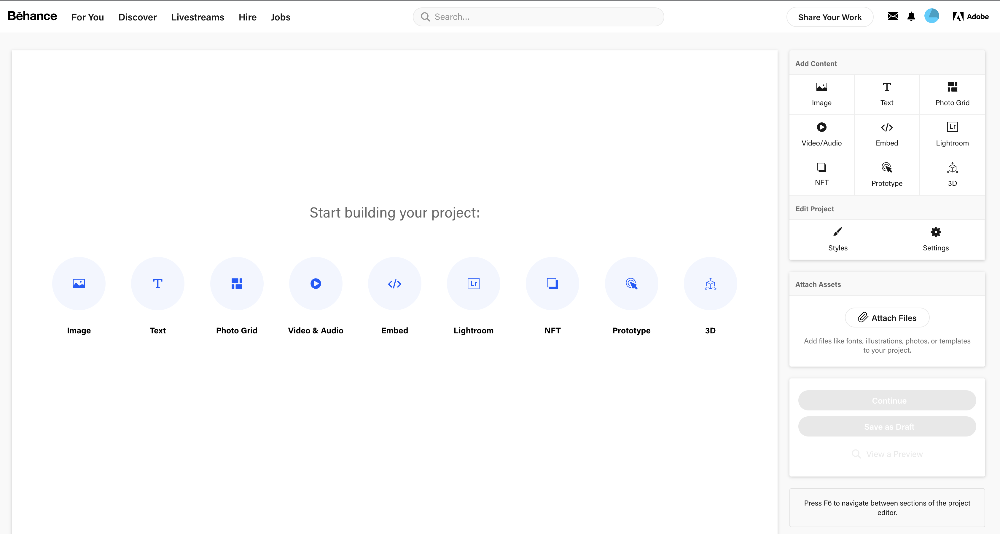 Bēhance For You Discover Livestreams Hire Jobs Search... Share Your Work Adobe
Start building your project:
Lr
Image Text Photo Grid Video & Audio Embed Lightroom NFT Prototype 3D
Add Content
Image Text Photo Grid
Lr
Video/Audio Embed Lightroom
NFT Prototype 3D
Edit Project
Styles Settings
Attach Assets
Attach Files
Add files like fonts, illustrations, photos, or templates
to your project.
Continue
Save as Draft
View a Preview
Press F6 to navigate between sections of the project
editor.